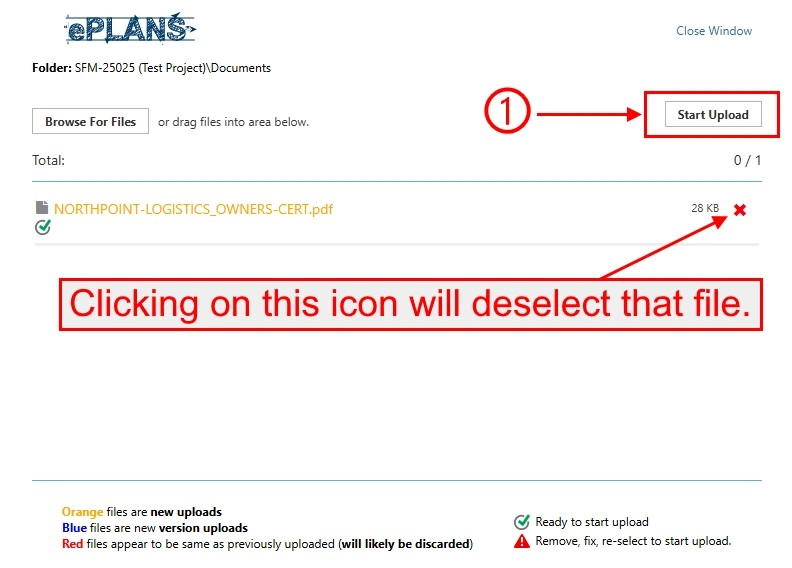 ePLANS
Close Window
Folder: SFM-25025 (Test Project)\Documents
1
Start Upload
Browse For Files or drag files into area below.
Total:
0 / 1
NORTHPOINT-LOGISTICS_OWNERS-CERT.pdf
28 KB
Clicking on this icon will deselect that file.
Orange files are new uploads
Blue files are new version uploads
Red files appear to be same as previously uploaded (will likely be discarded)
Ready to start upload
Remove, fix, re-select to start upload.